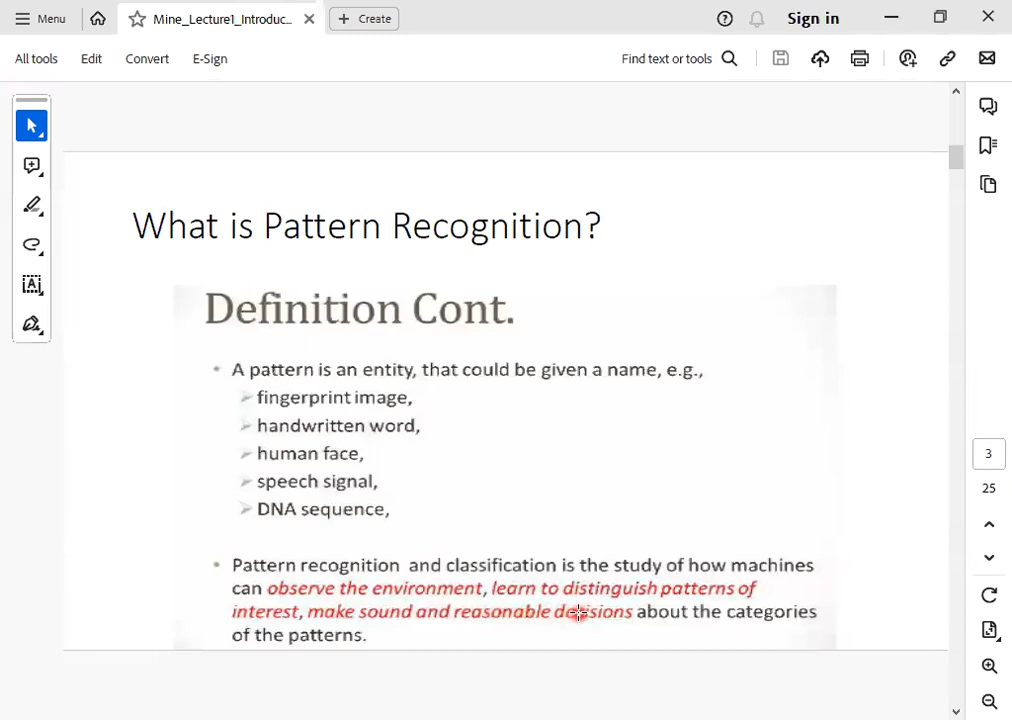 Menu
Mine_Lecture1_Introduc...
Create
Sign in
All tools
Edit
Convert
E-Sign
Find text or tools
What is Pattern Recognition?
Definition Cont.
• A pattern is an entity, that could be given a name, e.g.,
➢ fingerprint image,
➢ handwritten word,
➢ human face,
➢ speech signal,
➢ DNA sequence,
• Pattern recognition and classification is the study of how machines
can observe the environment, learn to distinguish patterns of
interest, make sound and reasonable decisions about the categories
of the patterns.
3
25